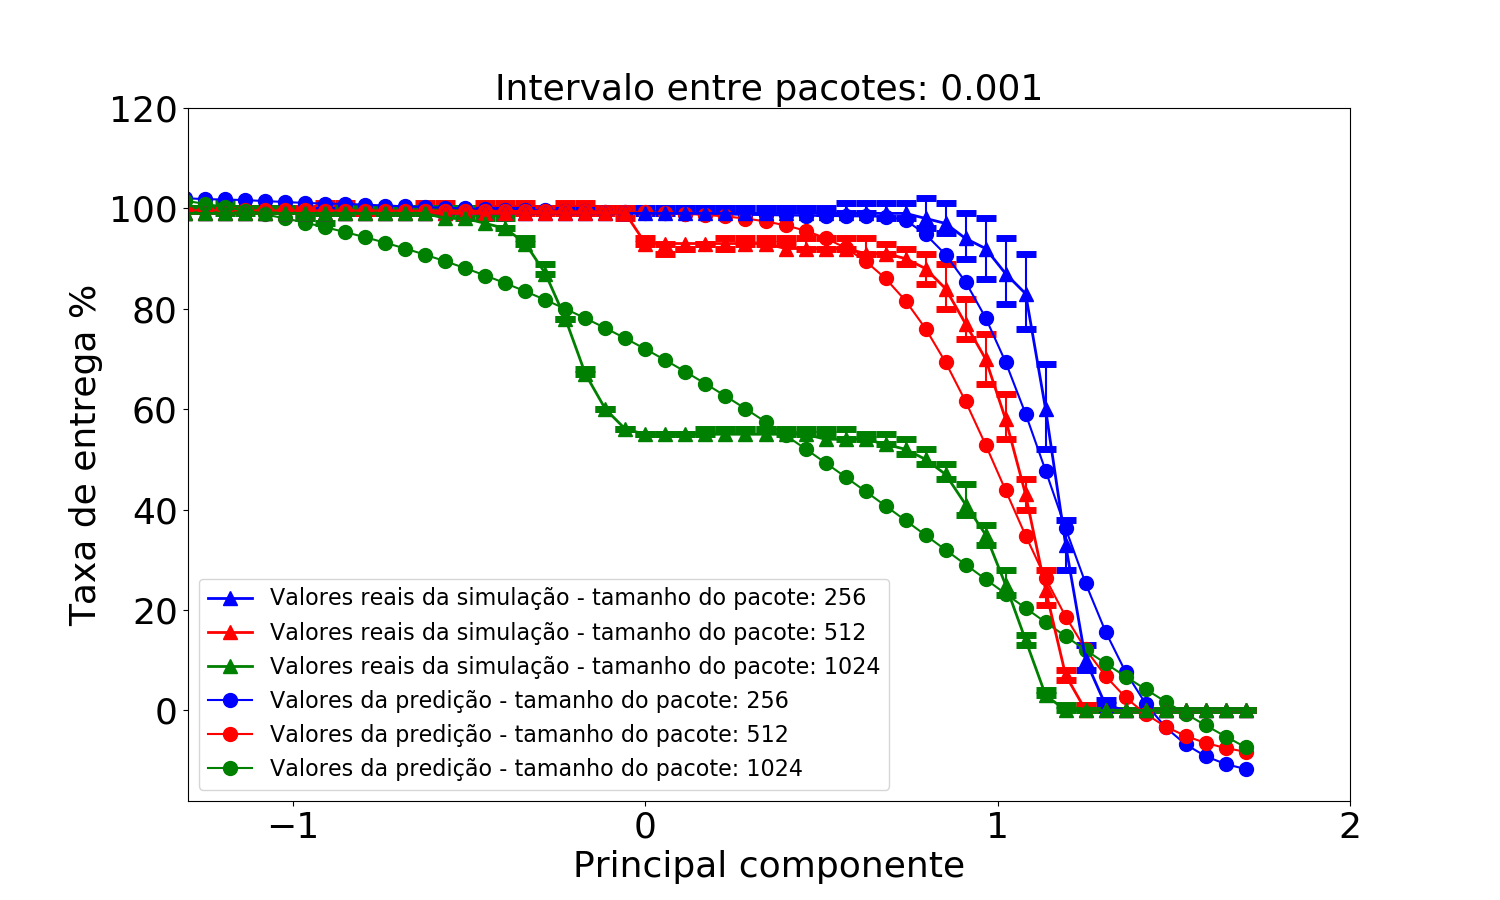 Intervalo entre pacotes: 0.001
120
100
80
60
40
20
0
Taxa de entrega %
Valores reais da simulação - tamanho do pacote: 256
Valores reais da simulação - tamanho do pacote: 512
Valores reais da simulação - tamanho do pacote: 1024
Valores da predição - tamanho do pacote: 256
Valores da predição - tamanho do pacote: 512
Valores da predição - tamanho do pacote: 1024
−1 0 1 2
Principal componente